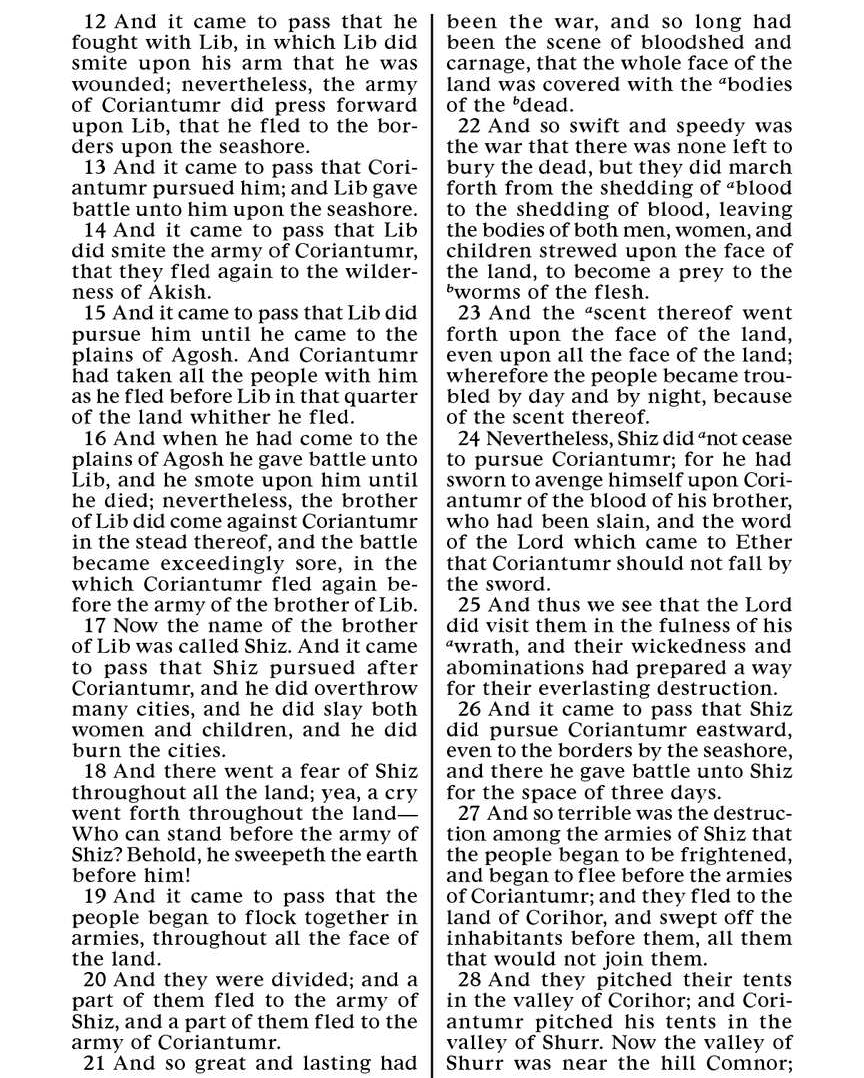 12 And it came to pass that he
fought with Lib, in which Lib did
smite upon his arm that he was
wounded; nevertheless, the army
of Coriantumr did press forward
upon Lib, that he fled to the bor-
ders upon the seashore.
13 And it came to pass that Cori-
antumr pursued him; and Lib gave
battle unto him upon the seashore.
14 And it came to pass that Lib
did smite the army of Coriantumr,
that they fled again to the wilder-
ness of Akish.
15 And it came to pass that Lib did
pursue him until he came to the
plains of Agosh. And Coriantumr
had taken all the people with him
as he fled before Lib in that quarter
of the land whither he fled.
16 And when he had come to the
plains of Agosh he gave battle unto
Lib, and he smote upon him until
he died; nevertheless, the brother
of Lib did come against Coriantumr
in the stead thereof, and the battle
became exceedingly sore, in the
which Coriantumr fled again be-
fore the army of the brother of Lib.
17 Now the name of the brother
of Lib was called Shiz. And it came
to pass that Shiz pursued after
Coriantumr, and he did overthrow
many cities, and he did slay both
women and children, and he did
burn the cities.
18 And there went a fear of Shiz
throughout all the land; yea, a cry
went forth throughout the land—
Who can stand before the army of
Shiz? Behold, he sweepeth the earth
before him!
19 And it came to pass that the
people began to flock together in
armies, throughout all the face of
the land.
20 And they were divided; and a
part of them fled to the army of
Shiz, and a part of them fled to the
army of Coriantumr.
21 And so great and lasting had
been the war, and so long had
been the scene of bloodshed and
carnage, that the whole face of the
land was covered with the ᵃbodies
of the ᵇdead.
22 And so swift and speedy was
the war that there was none left to
bury the dead, but they did march
forth from the shedding of ᵃblood
to the shedding of blood, leaving
the bodies of both men, women, and
children strewed upon the face of
the land, to become a prey to the
ᵇworms of the flesh.
23 And the ᵃscent thereof went
forth upon the face of the land,
even upon all the face of the land;
wherefore the people became trou-
bled by day and by night, because
of the scent thereof.
24 Nevertheless, Shiz did ᵃnot cease
to pursue Coriantumr; for he had
sworn to avenge himself upon Cori-
antumr of the blood of his brother,
who had been slain, and the word
of the Lord which came to Ether
that Coriantumr should not fall by
the sword.
25 And thus we see that the Lord
did visit them in the fulness of his
ᵃwrath, and their wickedness and
abominations had prepared a way
for their everlasting destruction.
26 And it came to pass that Shiz
did pursue Coriantumr eastward,
even to the borders by the seashore,
and there he gave battle unto Shiz
for the space of three days.
27 And so terrible was the destruc-
tion among the armies of Shiz that
the people began to be frightened,
and began to flee before the armies
of Coriantumr; and they fled to the
land of Corihor, and swept off the
inhabitants before them, all them
that would not join them.
28 And they pitched their tents
in the valley of Corihor; and Cori-
antumr pitched his tents in the
valley of Shurr. Now the valley of
Shurr was near the hill Comnor;